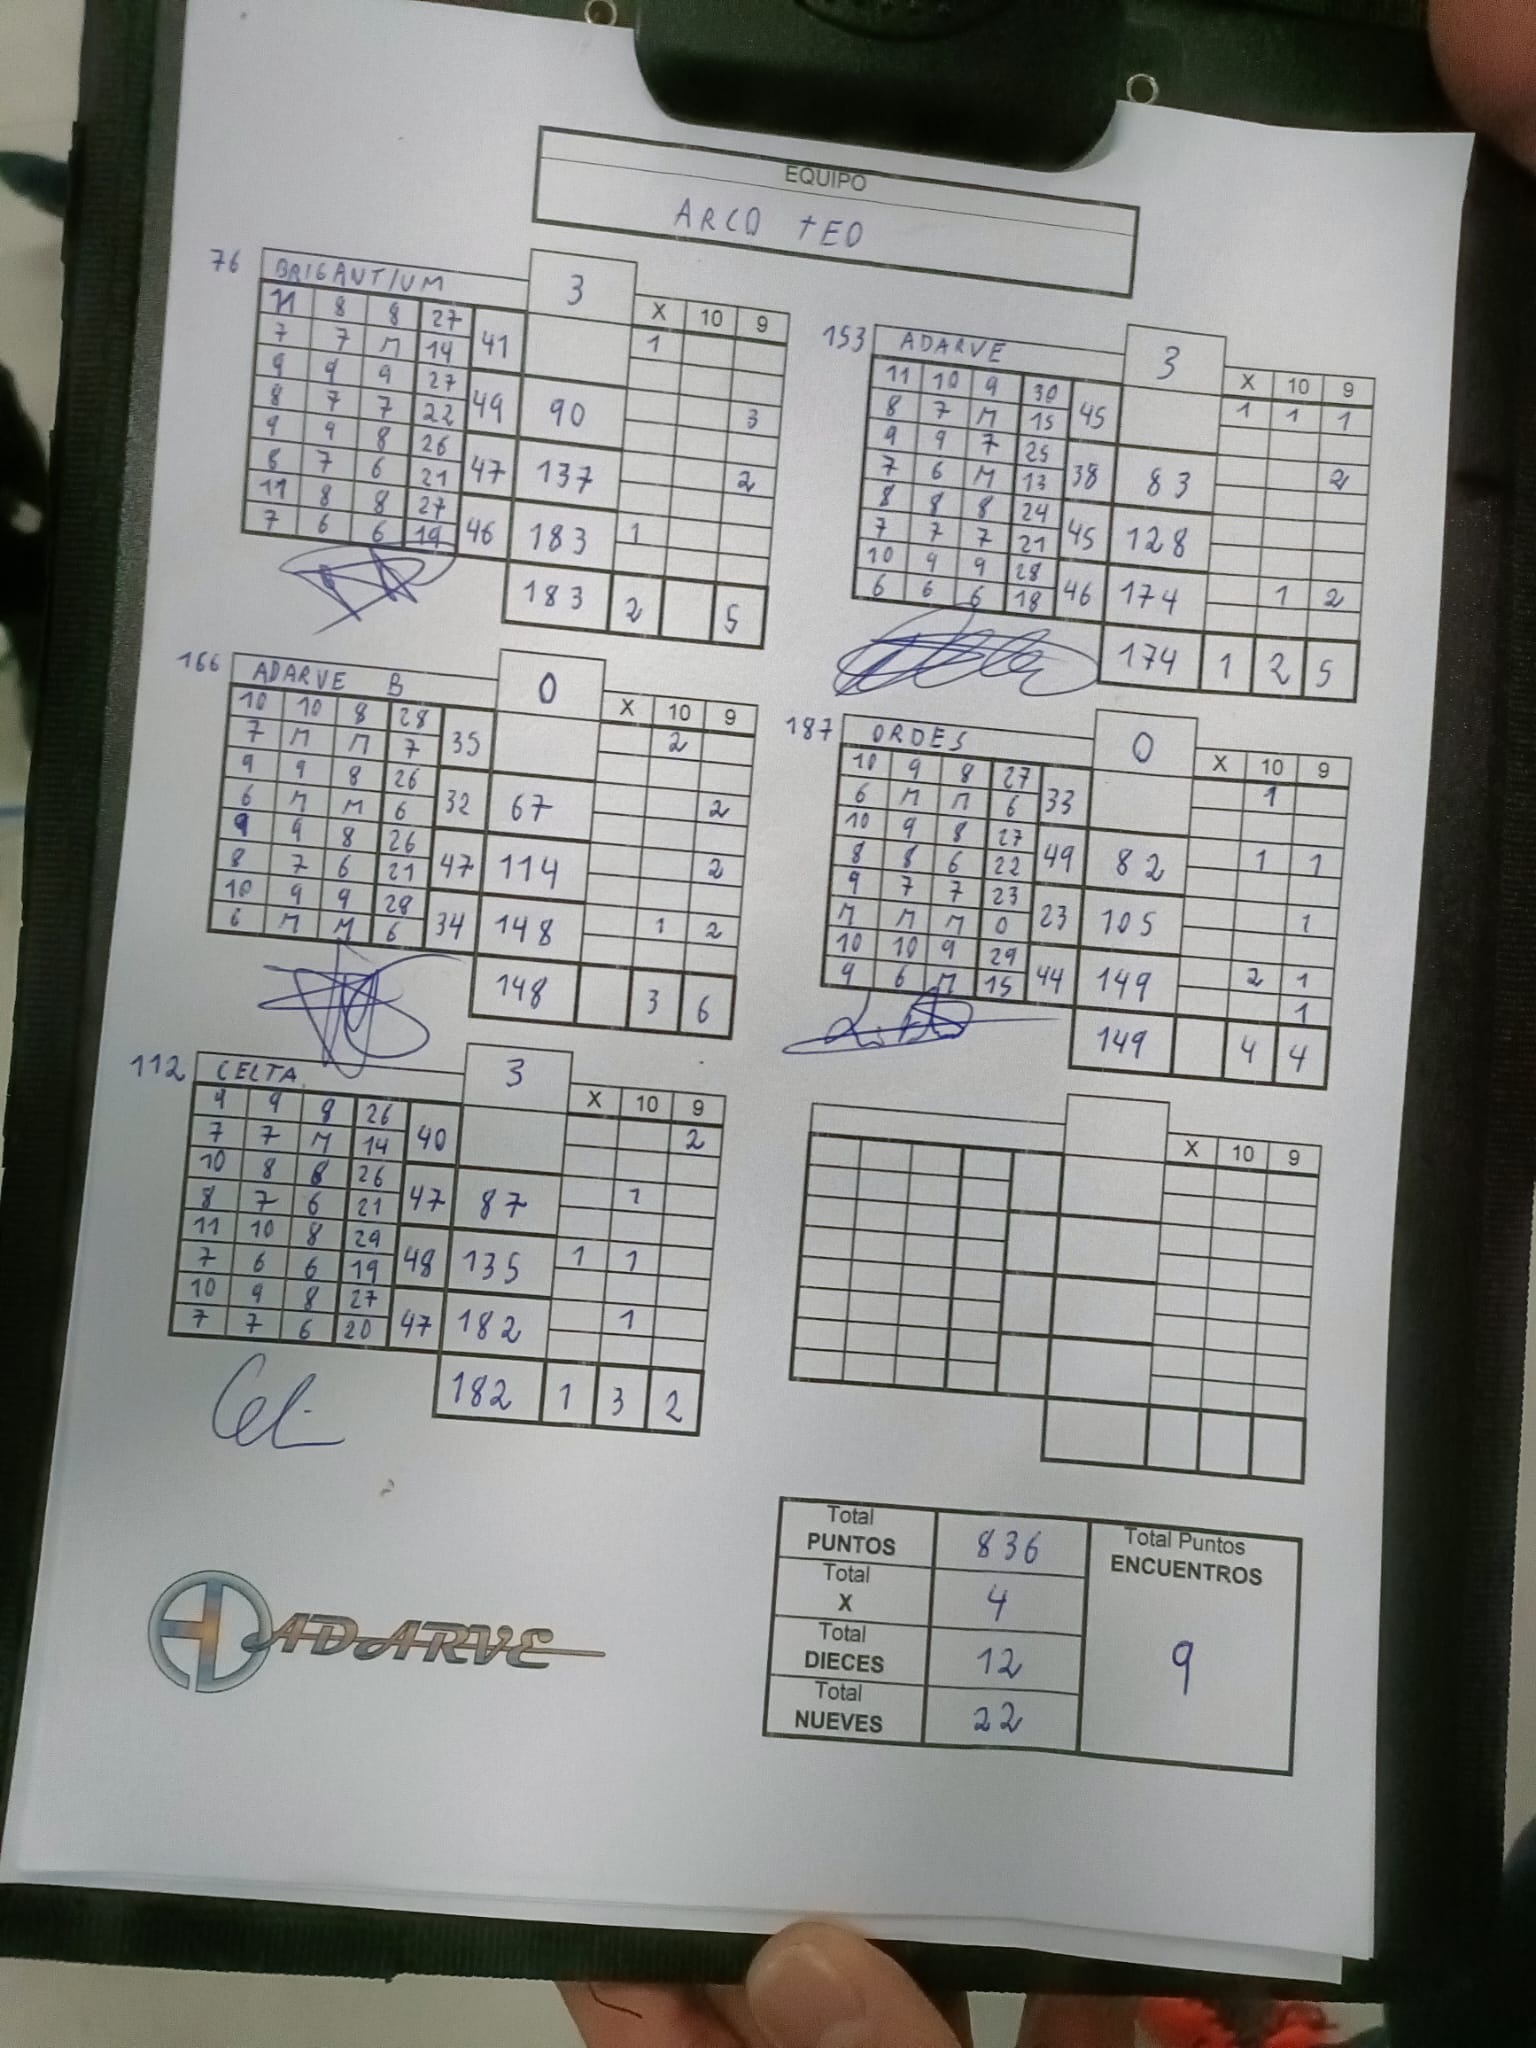 EQUIPO
ARCO +EO
76 BRIGANTIUM 3
X 10 9
11 8 8 27 41 1
7 7 M 14
9 9 9 27 49 90 3
8 7 7 22
9 9 8 26 47 137 2
8 7 6 21
11 8 8 27 46 183 1
7 6 6 19
183 2 5
153 ADARVE 3
X 10 9
11 10 9 30 45 1 1 1
8 7 M 15
9 9 7 25 38 83 2
7 6 M 13
8 8 8 24 45 128
7 7 7 21
10 9 9 28 46 174 1 2
6 6 6 18
174 1 2 5
166 ADARVE B 0
X 10 9
10 10 8 28 35 2
7 M M 7
9 9 8 26 32 67 2
6 M M 6
9 9 8 26 47 114 2
8 7 6 21
10 9 9 28 34 148 1 2
6 M M 6
148 3 6
187 ORDES 0
X 10 9
10 9 8 27 33 1
6 M M 6
10 9 8 27 49 82 1 1
8 8 6 22
9 7 7 23 23 105 1
M M M 0
10 10 9 29 44 149 2 1
9 6 M 15 1
149 4 4
112 CELTA 3
X 10 9
9 9 8 26 40 2
7 7 M 14
10 8 8 26 47 87 1
8 7 6 21
11 10 8 29 48 135 1 1
7 6 6 19
10 9 8 27 47 182 1
7 7 6 20
182 1 3 2
X 10 9
Total PUNTOS 836
Total X 4
Total DIECES 12
Total NUEVES 22
Total Puntos ENCUENTROS
9
ADARVE